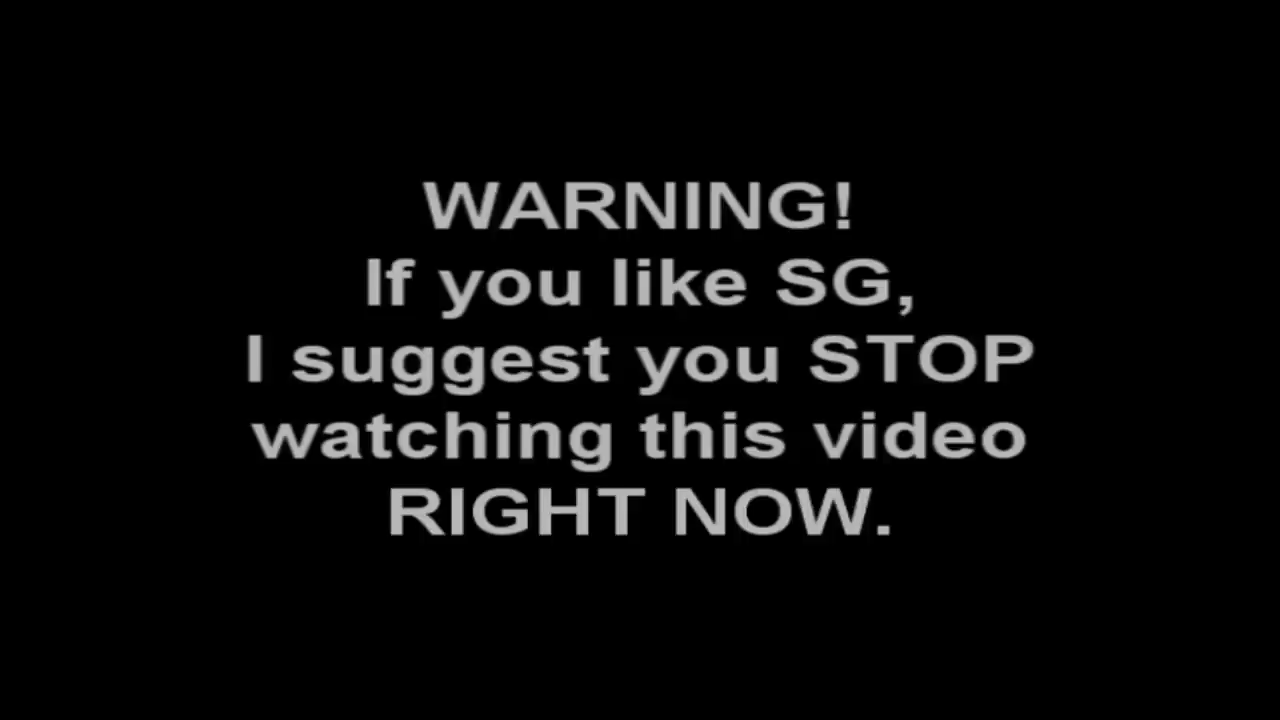 WARNING!
If you like SG,
I suggest you STOP
watching this video
RIGHT NOW.